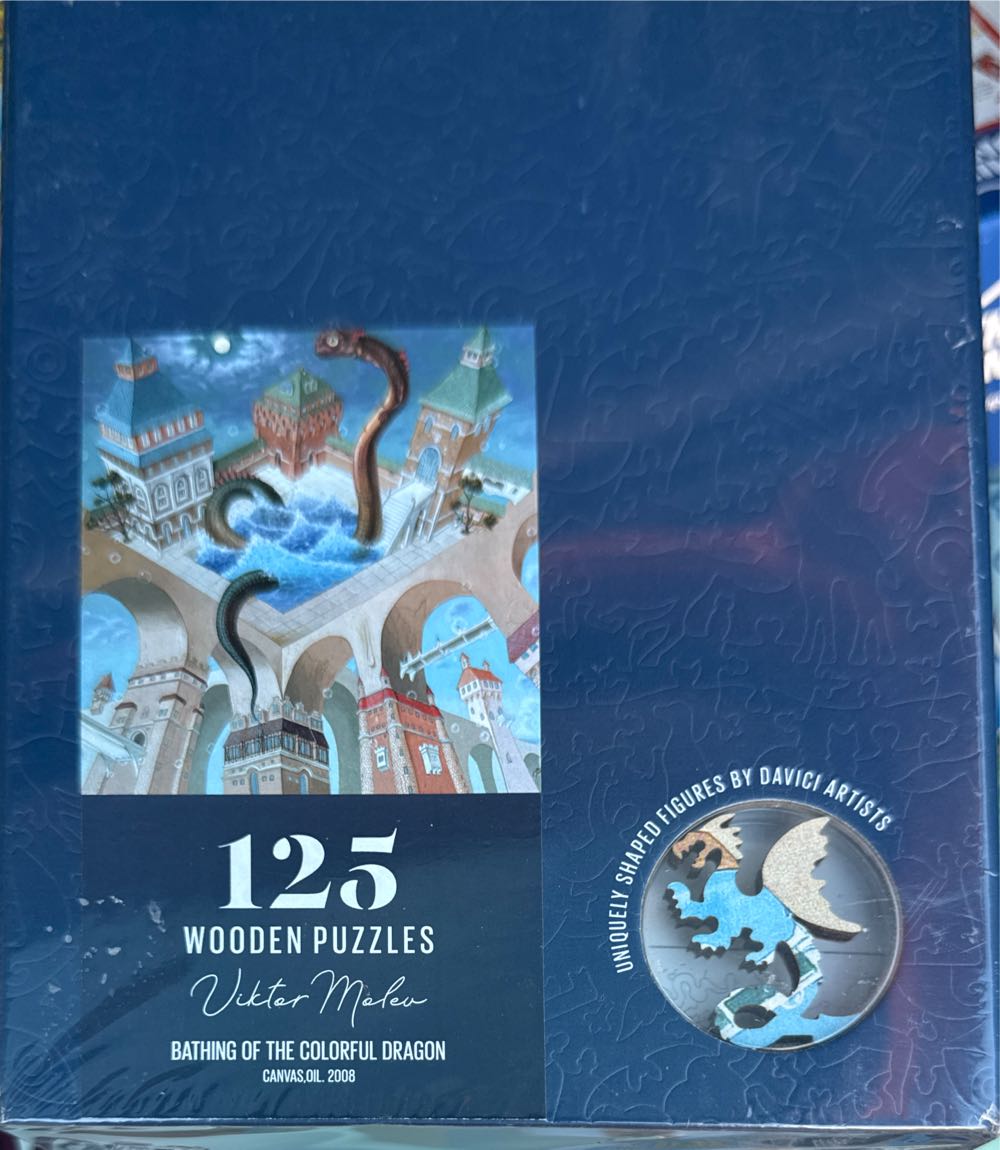 125
WOODEN PUZZLES
Viktor Molev
BATHING OF THE COLORFUL DRAGON
CANVAS,OIL. 2008
UNIQUELY SHAPED FIGURES BY DAVICI ARTISTS